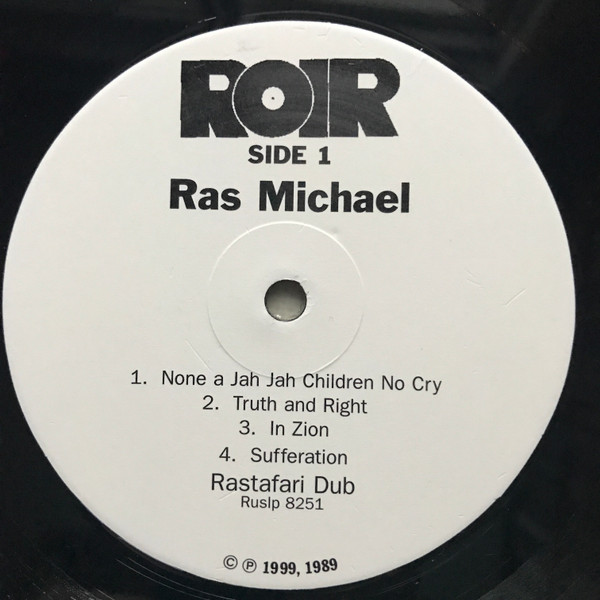 ROIR
SIDE 1
Ras Michael
1. None a Jah Jah Children No Cry
2. Truth and Right
3. In Zion
4. Sufferation
Rastafari Dub
Ruslp 8251
© ℗ 1999, 1989